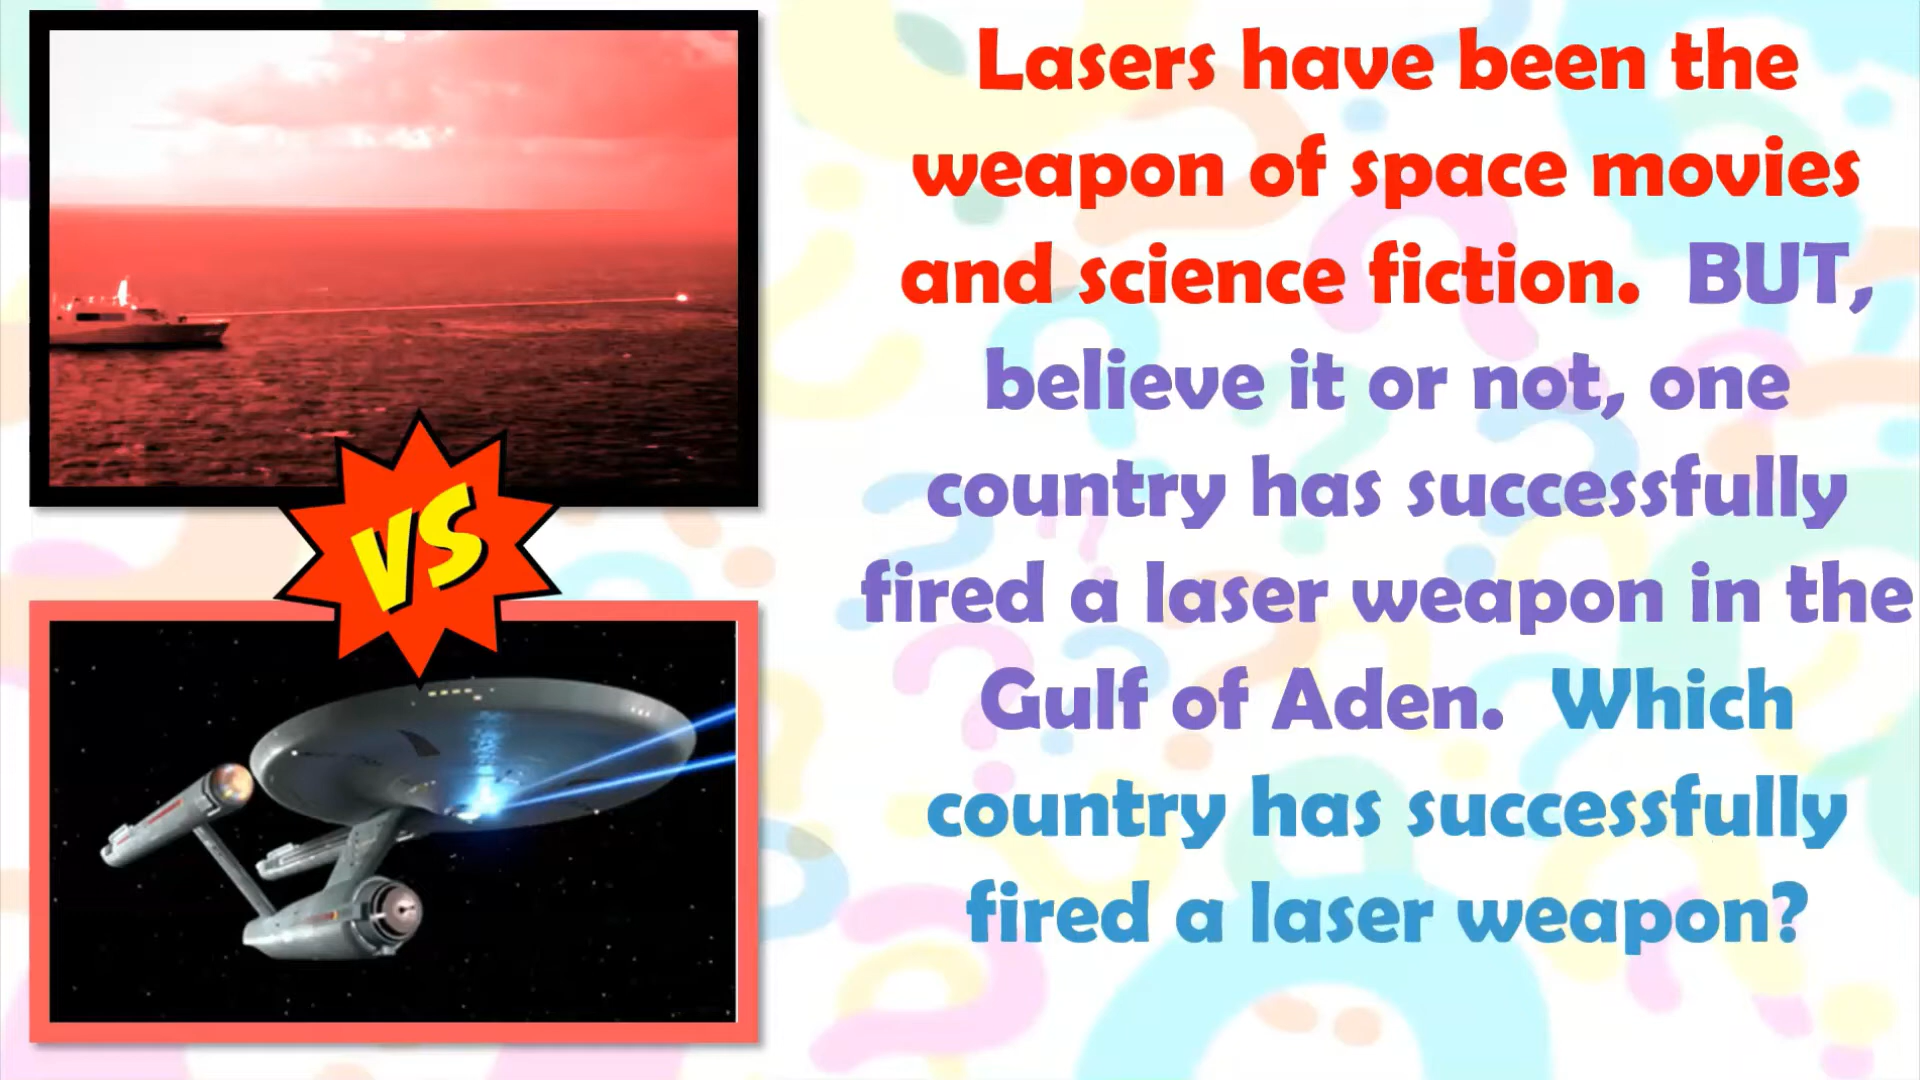 Lasers have been the
weapon of space movies
and science fiction. BUT,
believe it or not, one
country has successfully
fired a laser weapon in the
Gulf of Aden. Which
country has successfully
fired a laser weapon?
VS